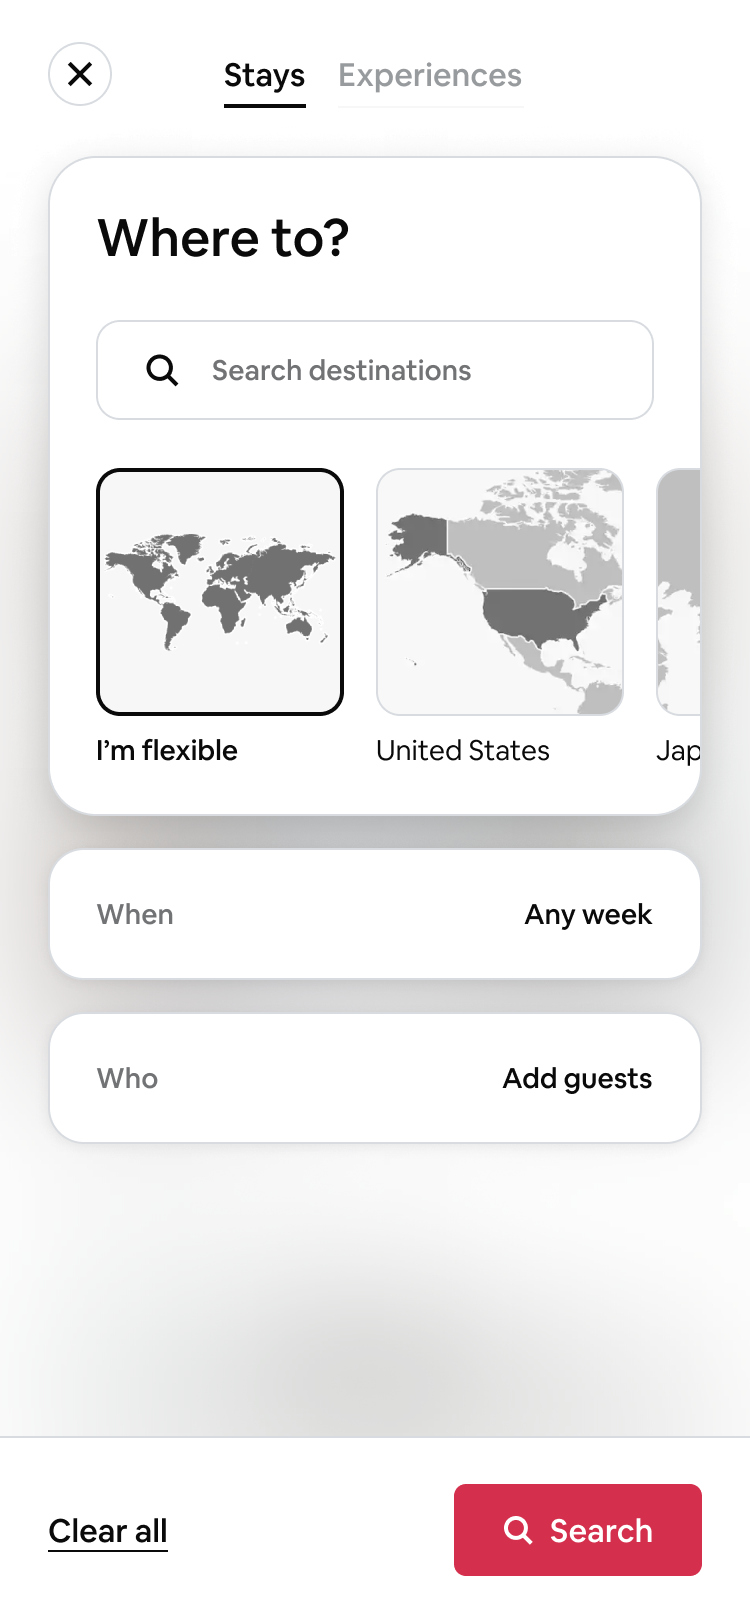 Stays Experiences
Where to?
Search destinations
I’m flexible United States Jap
When Any week
Who Add guests
Clear all Search